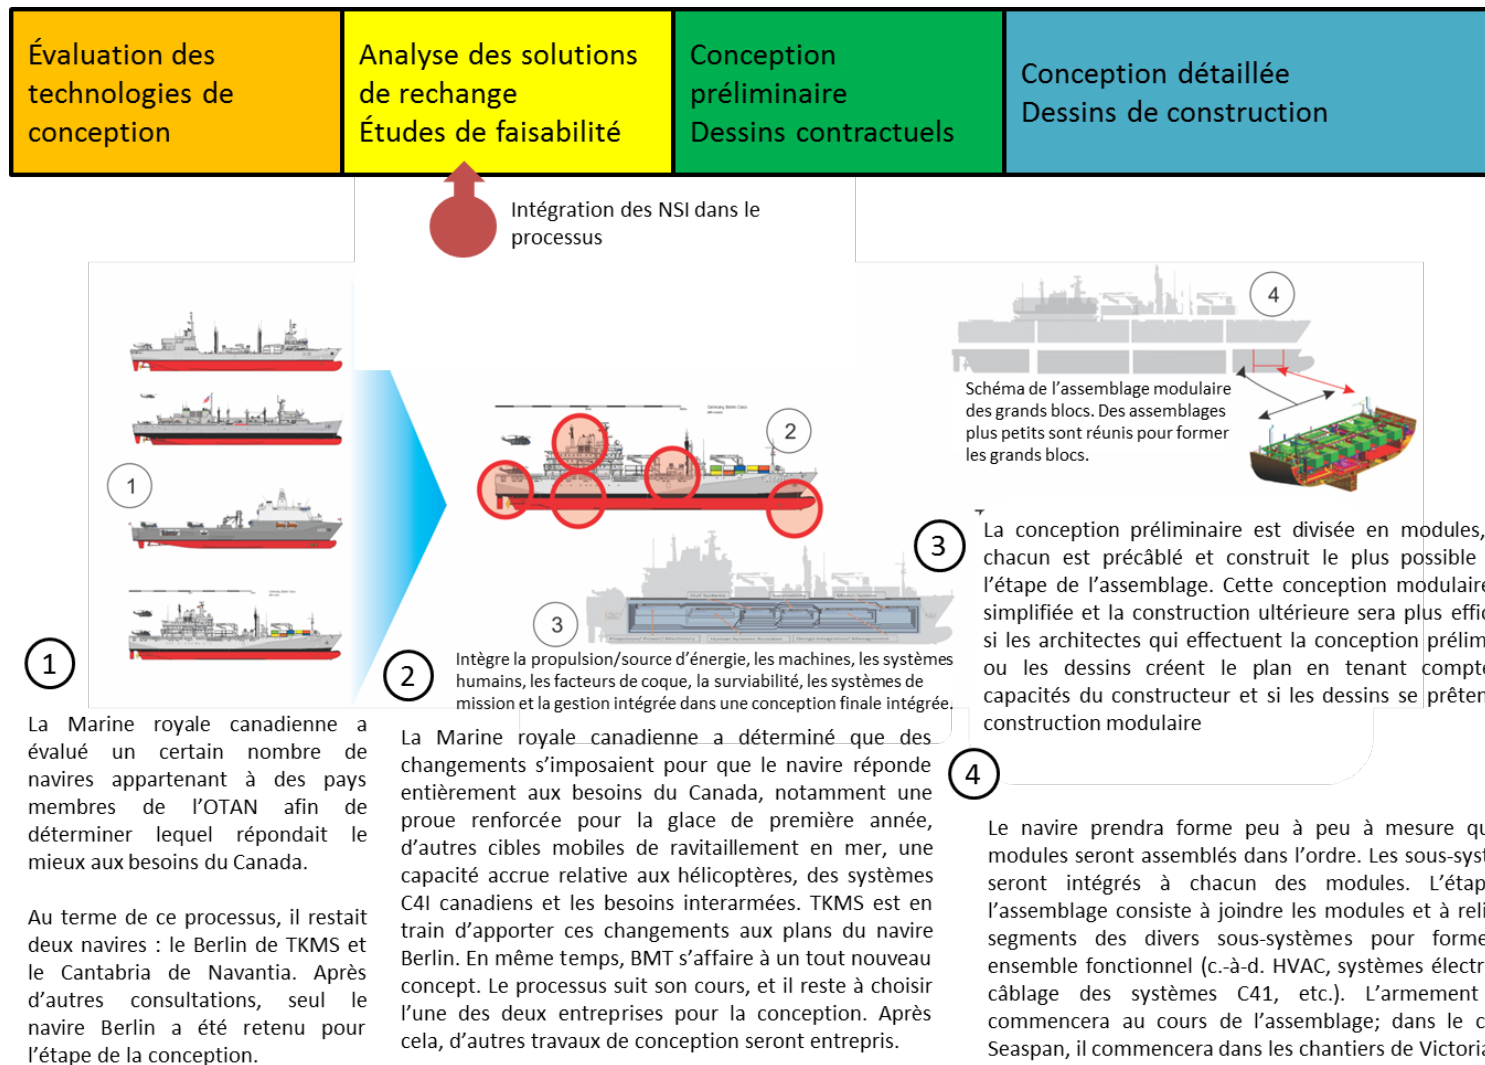 Évaluation des
technologies de
conception
Analyse des solutions
de rechange
Études de faisabilité
Conception
préliminaire
Dessins contractuels
Conception détaillée
Dessins de construction
Intégration des NSI dans le
processus
1
2
3
4
Schéma de l’assemblage modulaire
des grands blocs. Des assemblages
plus petits sont réunis pour former
les grands blocs.
1
La Marine royale canadienne a
évalué un certain nombre de
navires appartenant à des pays
membres de l’OTAN afin de
déterminer lequel répondait le
mieux aux besoins du Canada.
Au terme de ce processus, il restait
deux navires : le Berlin de TKMS et
le Cantabria de Navantia. Après
d’autres consultations, seul le
navire Berlin a été retenu pour
l’étape de la conception.
2
Intègre la propulsion/source d’énergie, les machines, les systèmes
humains, les facteurs de coque, la surviabilité, les systèmes de
mission et la gestion intégrée dans une conception finale intégrée.
La Marine royale canadienne a déterminé que des
changements s’imposaient pour que le navire réponde
entièrement aux besoins du Canada, notamment une
proue renforcée pour la glace de première année,
d’autres cibles mobiles de ravitaillement en mer, une
capacité accrue relative aux hélicoptères, des systèmes
C4I canadiens et les besoins interarmées. TKMS est en
train d’apporter ces changements aux plans du navire
Berlin. En même temps, BMT s’affaire à un tout nouveau
concept. Le processus suit son cours, et il reste à choisir
l’une des deux entreprises pour la conception. Après
cela, d’autres travaux de conception seront entrepris.
3
La conception préliminaire est divisée en modules,
chacun est précâblé et construit le plus possible
l’étape de l’assemblage. Cette conception modulaire
simplifiée et la construction ultérieure sera plus effic
si les architectes qui effectuent la conception prélim
ou les dessins créent le plan en tenant compte
capacités du constructeur et si les dessins se prêten
construction modulaire
4
Le navire prendra forme peu à peu à mesure qu
modules seront assemblés dans l’ordre. Les sous-syst
seront intégrés à chacun des modules. L’étap
l’assemblage consiste à joindre les modules et à reli
segments des divers sous-systèmes pour forme
ensemble fonctionnel (c.-à-d. HVAC, systèmes électr
câblage des systèmes C41, etc.). L’armement
commencera au cours de l’assemblage; dans le c
Seaspan, il commencera dans les chantiers de Victoria